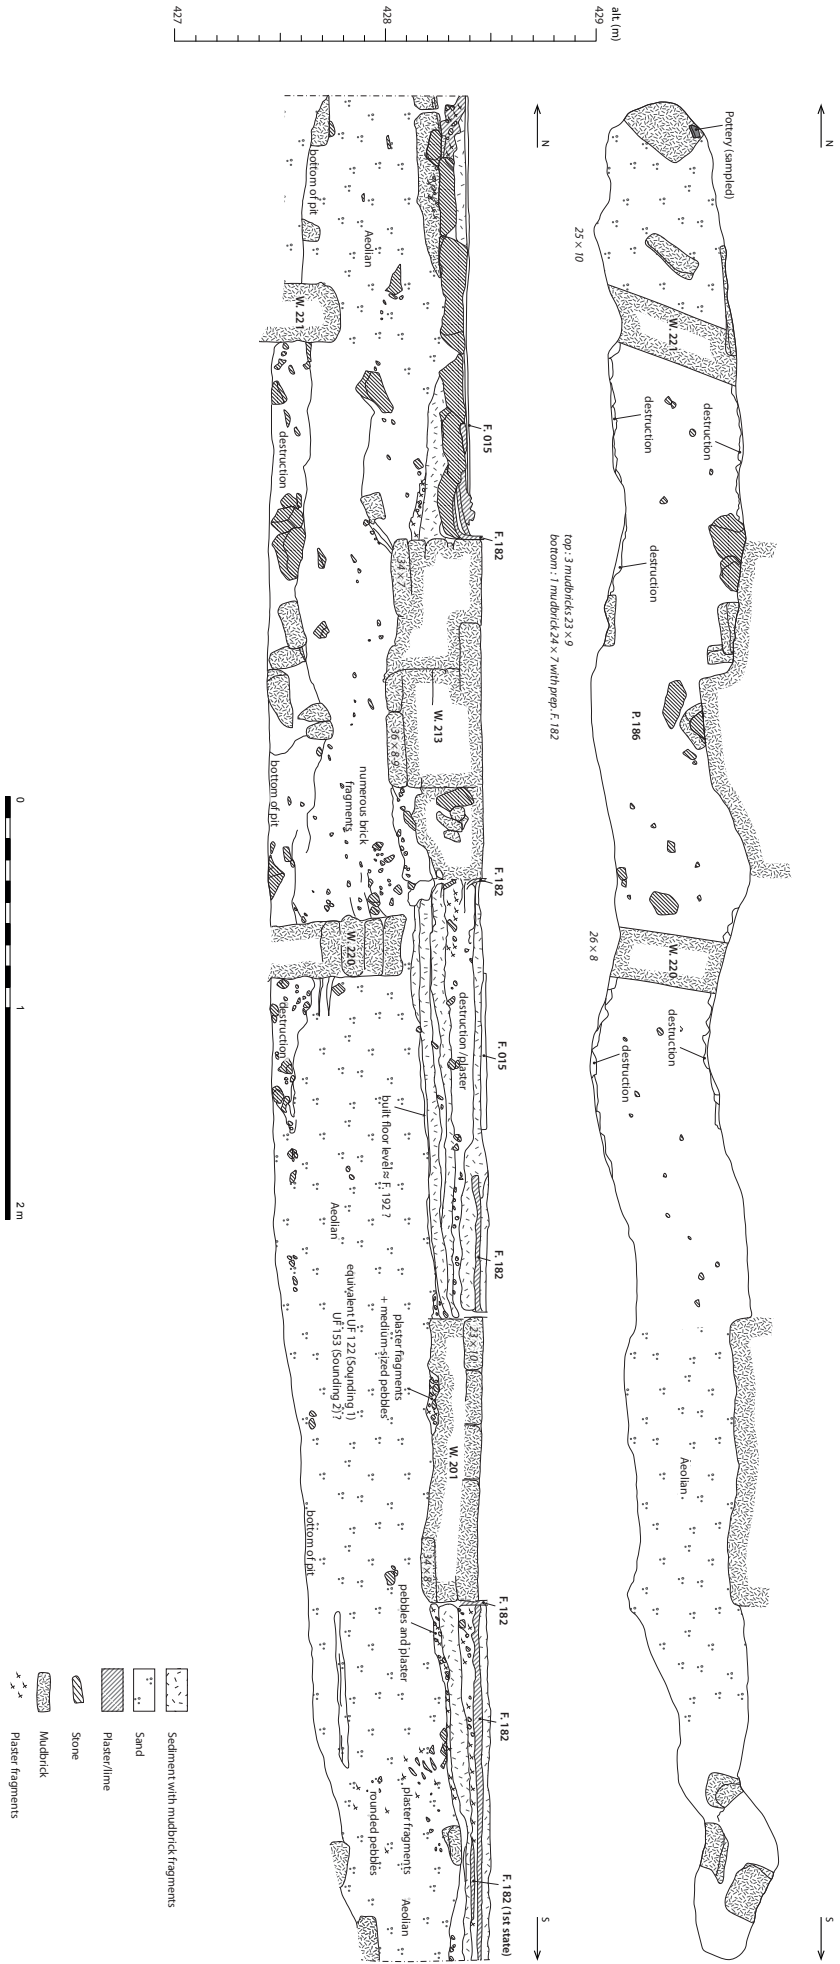 N
S
Pottery (sampled)
W. 221
destruction
destruction
destruction
P. 186
W. 220
destruction
destruction
Aeolian
25 × 10
26 × 8
alt. (m)
429
428
427
N
S
top : 3 mudbricks 23 × 9
bottom : 1 mudbrick 24 × 7 with prep. F. 182
F. 015
F. 182
F. 182
F. 015
F. 182
F. 182
F. 182
F. 182 (1st state)
bottom of pit
Aeolian
W. 221
destruction
34 × 7
W. 213
36 × 8-9
numerous brick
fragments
bottom of pit
W. 220
destruction
destruction /plaster
built floor level ≈ F. 192 ?
Aeolian
equivalent UF 122 (Sounding 1)
UF 153 (Sounding 2) ?
plaster fragments
+ medium-sized pebbles
23 × 10
W. 201
34 × 8
bottom of pit
pebbles and plaster
plaster fragments
rounded pebbles
Aeolian
0
1
2 m
Sediment with mudbrick fragments
Sand
Plaster/lime
Stone
Mudbrick
Plaster fragments